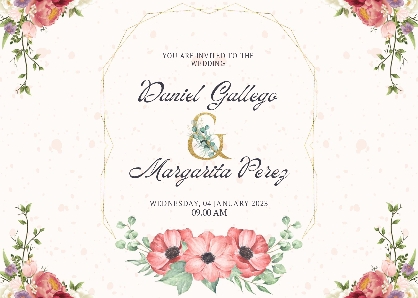 YOU ARE INVITED TO THE
WEDDING
Daniel Gallego
&
Margarita Perez
WEDNESDAY, 04 JANUARY 2023
09.00 AM